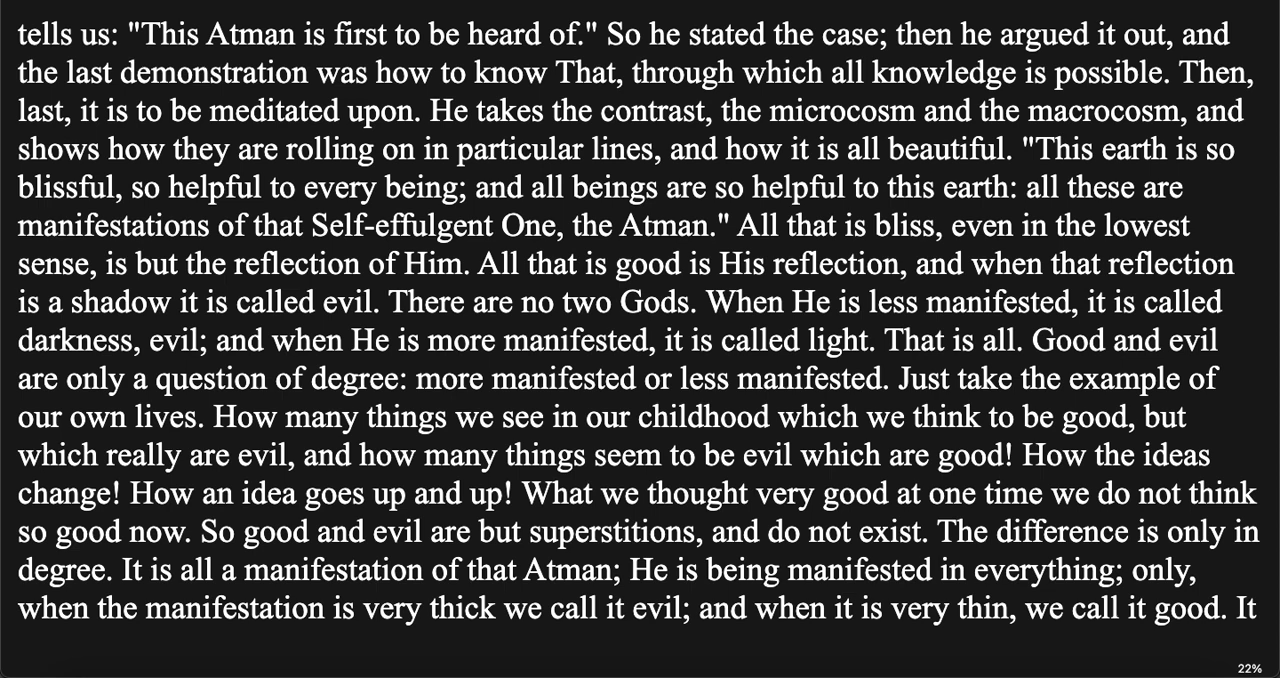 tells us: "This Atman is first to be heard of." So he stated the case; then he argued it out, and
the last demonstration was how to know That, through which all knowledge is possible. Then,
last, it is to be meditated upon. He takes the contrast, the microcosm and the macrocosm, and
shows how they are rolling on in particular lines, and how it is all beautiful. "This earth is so
blissful, so helpful to every being; and all beings are so helpful to this earth: all these are
manifestations of that Self-effulgent One, the Atman." All that is bliss, even in the lowest
sense, is but the reflection of Him. All that is good is His reflection, and when that reflection
is a shadow it is called evil. There are no two Gods. When He is less manifested, it is called
darkness, evil; and when He is more manifested, it is called light. That is all. Good and evil
are only a question of degree: more manifested or less manifested. Just take the example of
our own lives. How many things we see in our childhood which we think to be good, but
which really are evil, and how many things seem to be evil which are good! How the ideas
change! How an idea goes up and up! What we thought very good at one time we do not think
so good now. So good and evil are but superstitions, and do not exist. The difference is only in
degree. It is all a manifestation of that Atman; He is being manifested in everything; only,
when the manifestation is very thick we call it evil; and when it is very thin, we call it good. It
22%